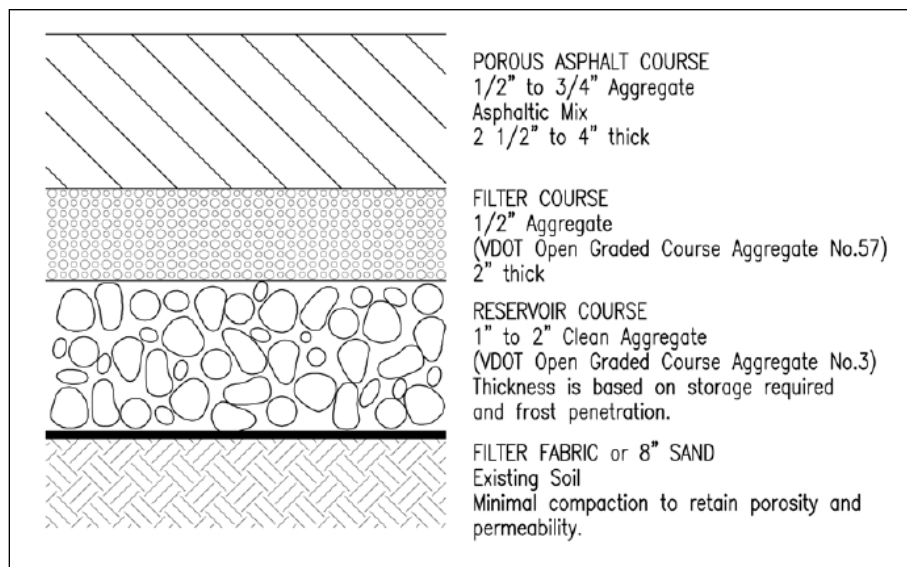 POROUS ASPHALT COURSE
1/2" to 3/4" Aggregate
Asphaltic Mix
2 1/2" to 4" thick
FILTER COURSE
1/2" Aggregate
(VDOT Open Graded Course Aggregate No.57)
2" thick
RESERVOIR COURSE
1" to 2" Clean Aggregate
(VDOT Open Graded Course Aggregate No.3)
Thickness is based on storage required
and frost penetration.
FILTER FABRIC or 8" SAND
Existing Soil
Minimal compaction to retain porosity and
permeability.